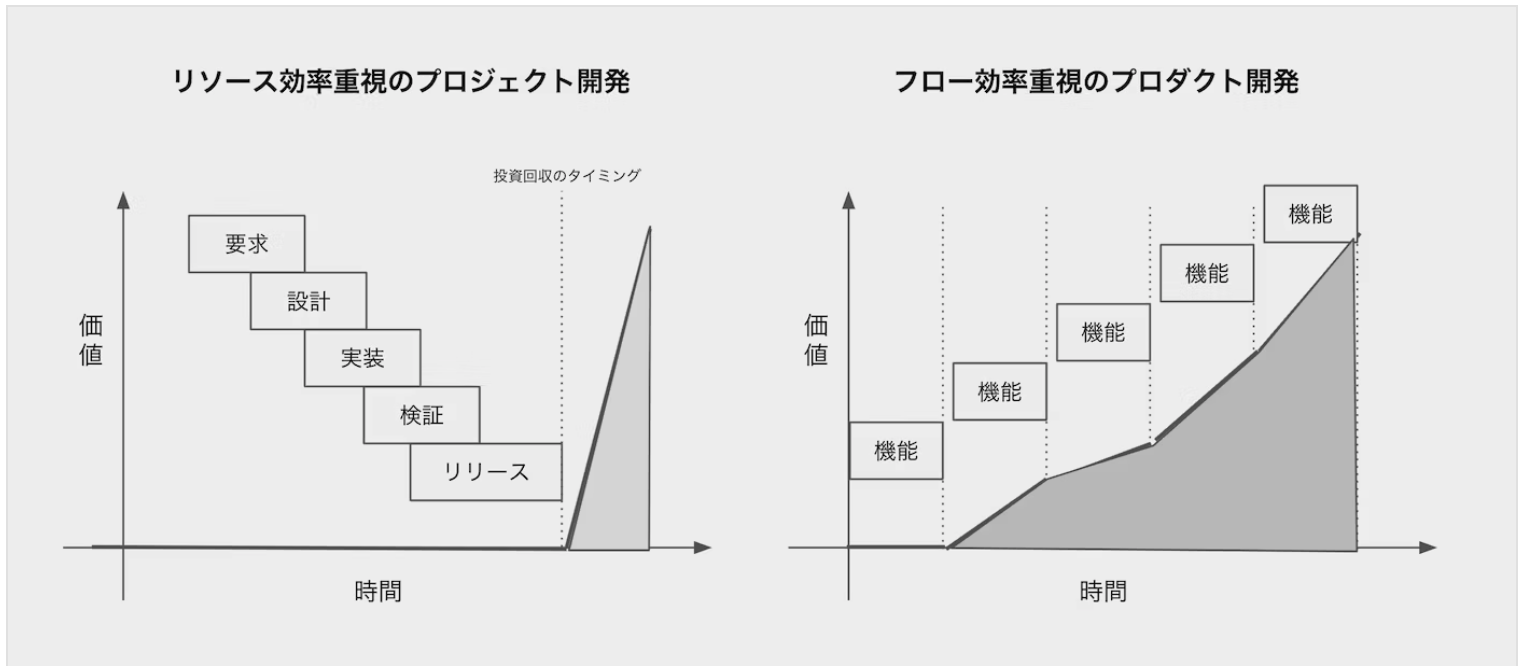 リソース効率重視のプロジェクト開発
投資回収のタイミング
要求
設計
実装
検証
リリース
価値
時間
フロー効率重視のプロダクト開発
機能
機能
機能
機能
機能
価値
時間